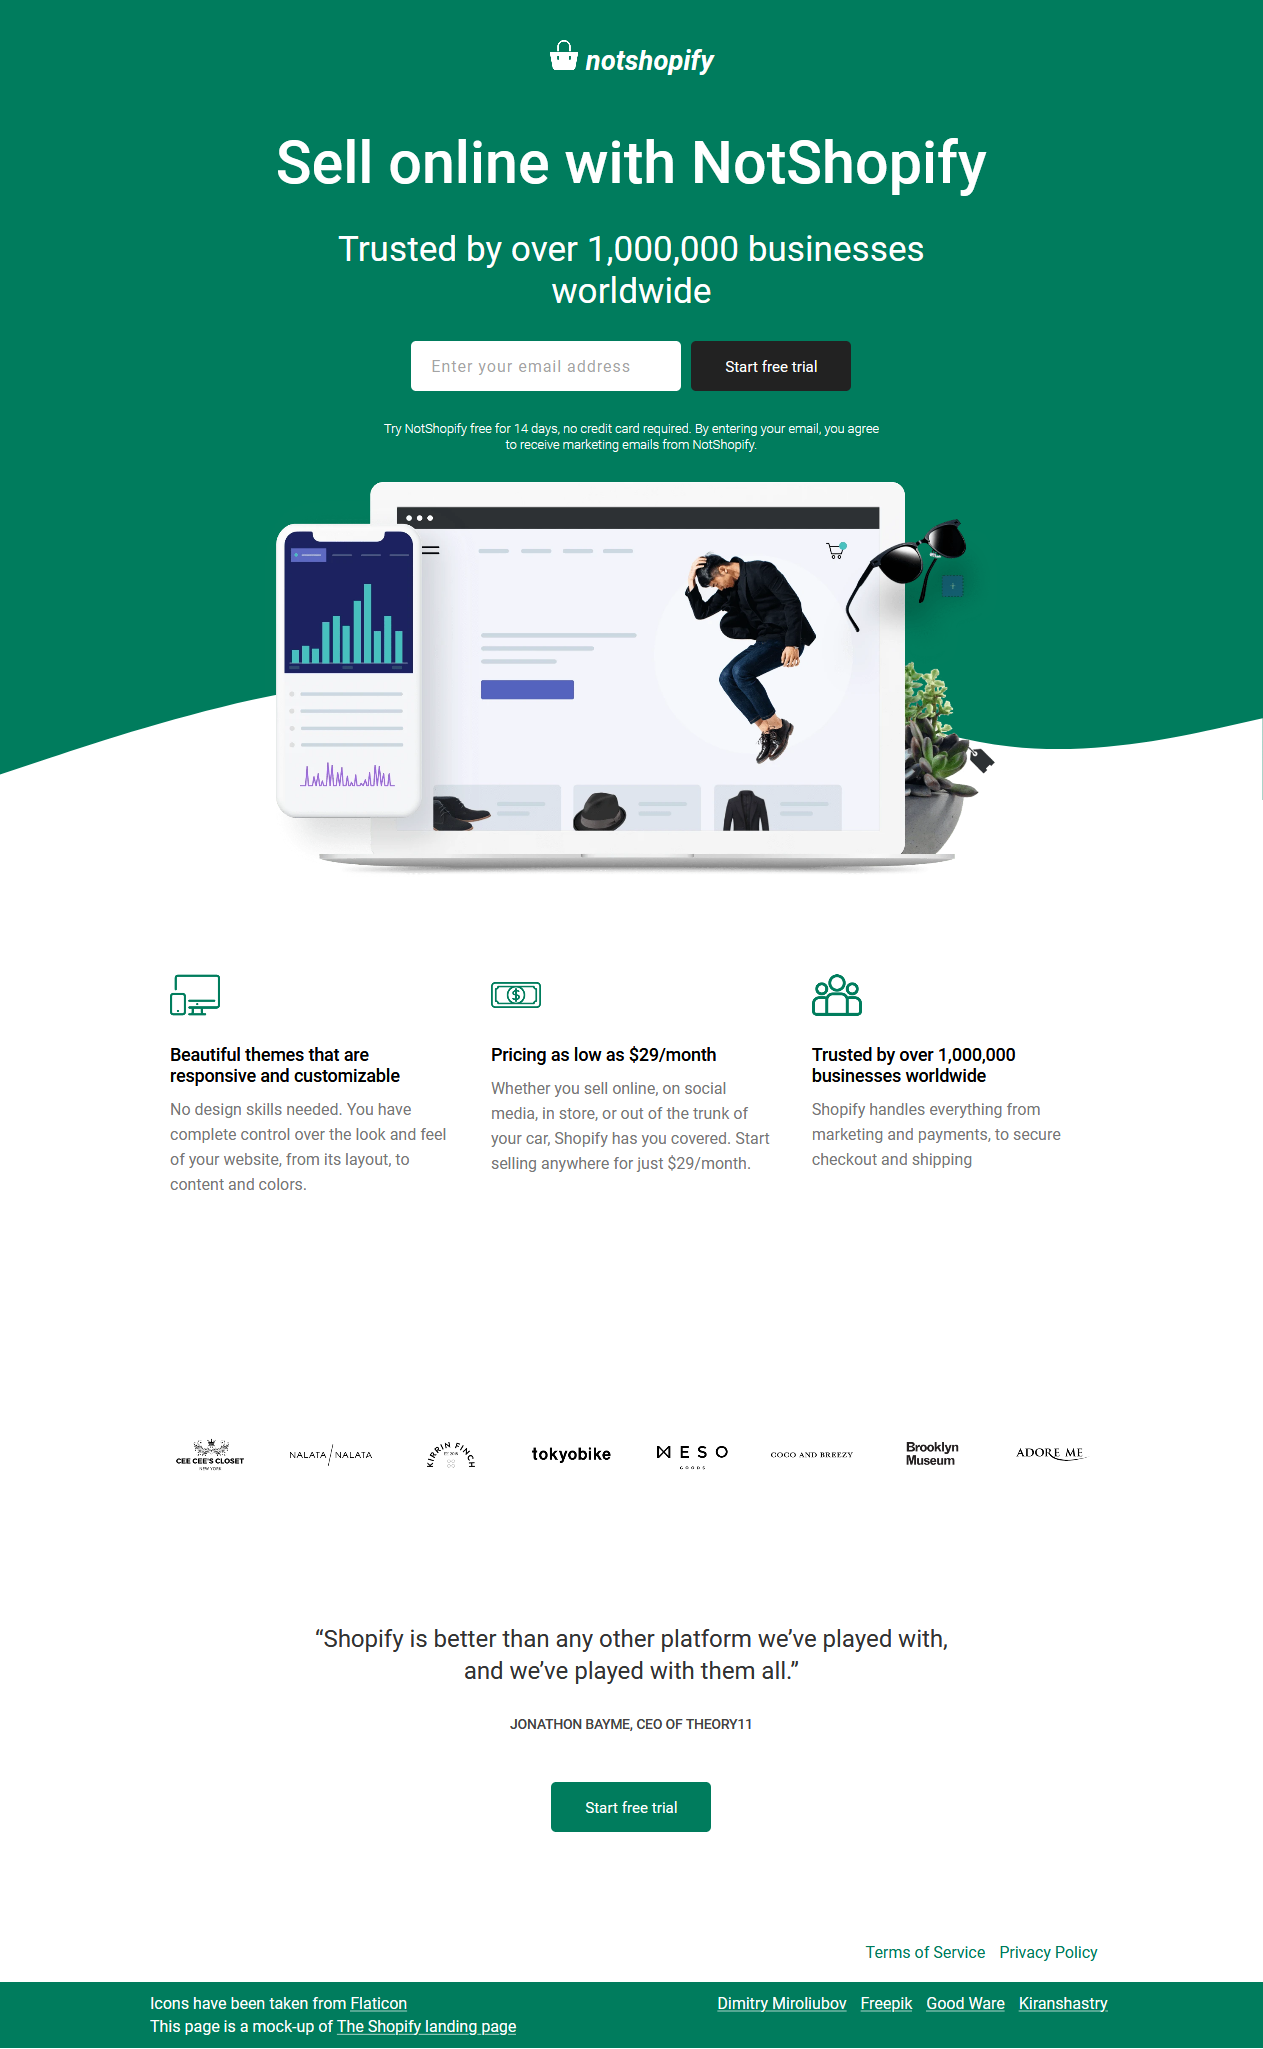 notshopify
Sell online with NotShopify
Trusted by over 1,000,000 businesses
worldwide
Enter your email address
Start free trial
Try NotShopify free for 14 days, no credit card required. By entering your email, you agree
to receive marketing emails from NotShopify.
Beautiful themes that are
responsive and customizable
No design skills needed. You have
complete control over the look and feel
of your website, from its layout, to
content and colors.
Pricing as low as $29/month
Whether you sell online, on social
media, in store, or out of the trunk of
your car, Shopify has you covered. Start
selling anywhere for just $29/month.
Trusted by over 1,000,000
businesses worldwide
Shopify handles everything from
marketing and payments, to secure
checkout and shipping
CEE CEE'S CLOSET
NEW YORK
NALATA / NALATA
KIRRIN FINCH
tokyobike
MESO
GOODS
COCO AND BREEZY
Brooklyn
Museum
ADORE ME
“Shopify is better than any other platform we’ve played with,
and we’ve played with them all.”
JONATHON BAYME, CEO OF THEORY11
Start free trial
Terms of Service Privacy Policy
Icons have been taken from Flaticon
This page is a mock-up of The Shopify landing page
Dimitry Miroliubov Freepik Good Ware Kiranshastry